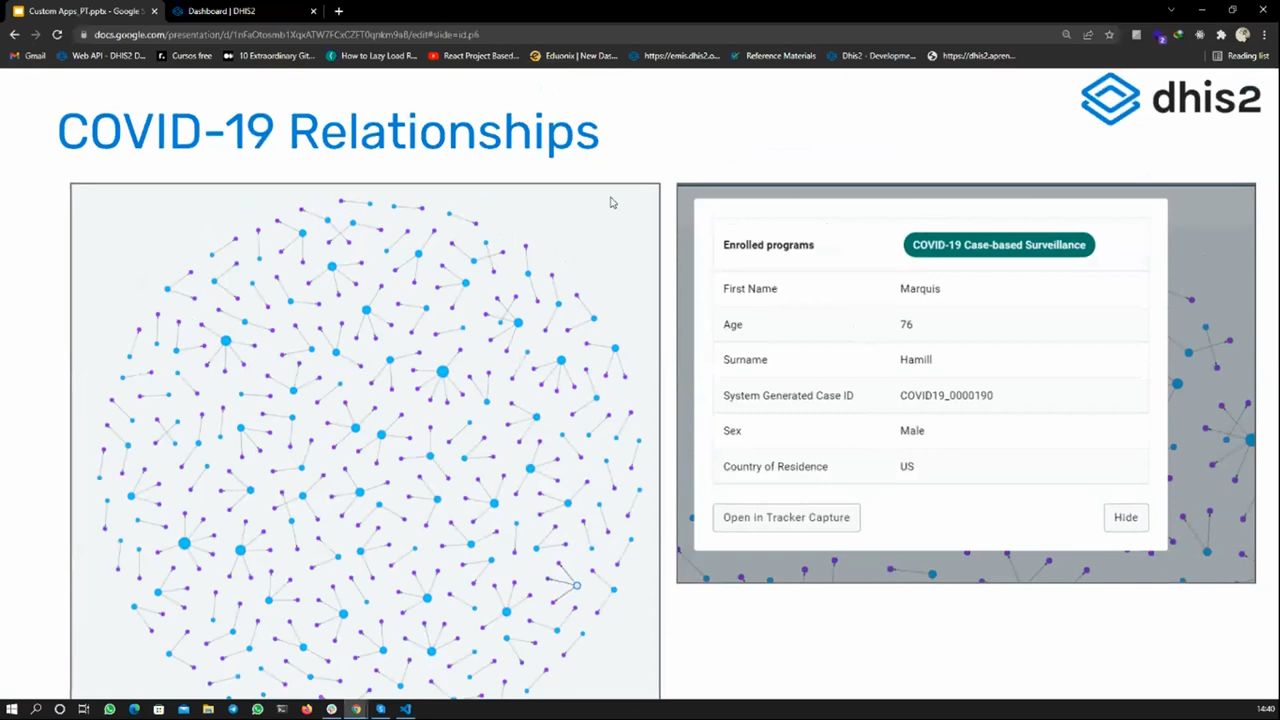 Custom Apps_PT.pptx - Google S
Dashboard | DHIS2
docs.google.com/presentation/d/1nFaOtosmb1XqxATW7FCxCZFT0qnkm9aB/edit#slide=id.p6
Gmail
Web API - DHIS2 D...
Cursos free
10 Extraordinary Git...
How to Lazy Load R...
React Project Based...
Eduonix | New Das...
https://emis.dhis2.o...
Reference Materials
Dhis2 - Developme...
https://dhis2.apren...
Reading list
dhis2
COVID-19 Relationships
Enrolled programs COVID-19 Case-based Surveillance
First Name Marquis
Age 76
Surname Hamill
System Generated Case ID COVID19_0000190
Sex Male
Country of Residence US
Open in Tracker Capture Hide
14:40